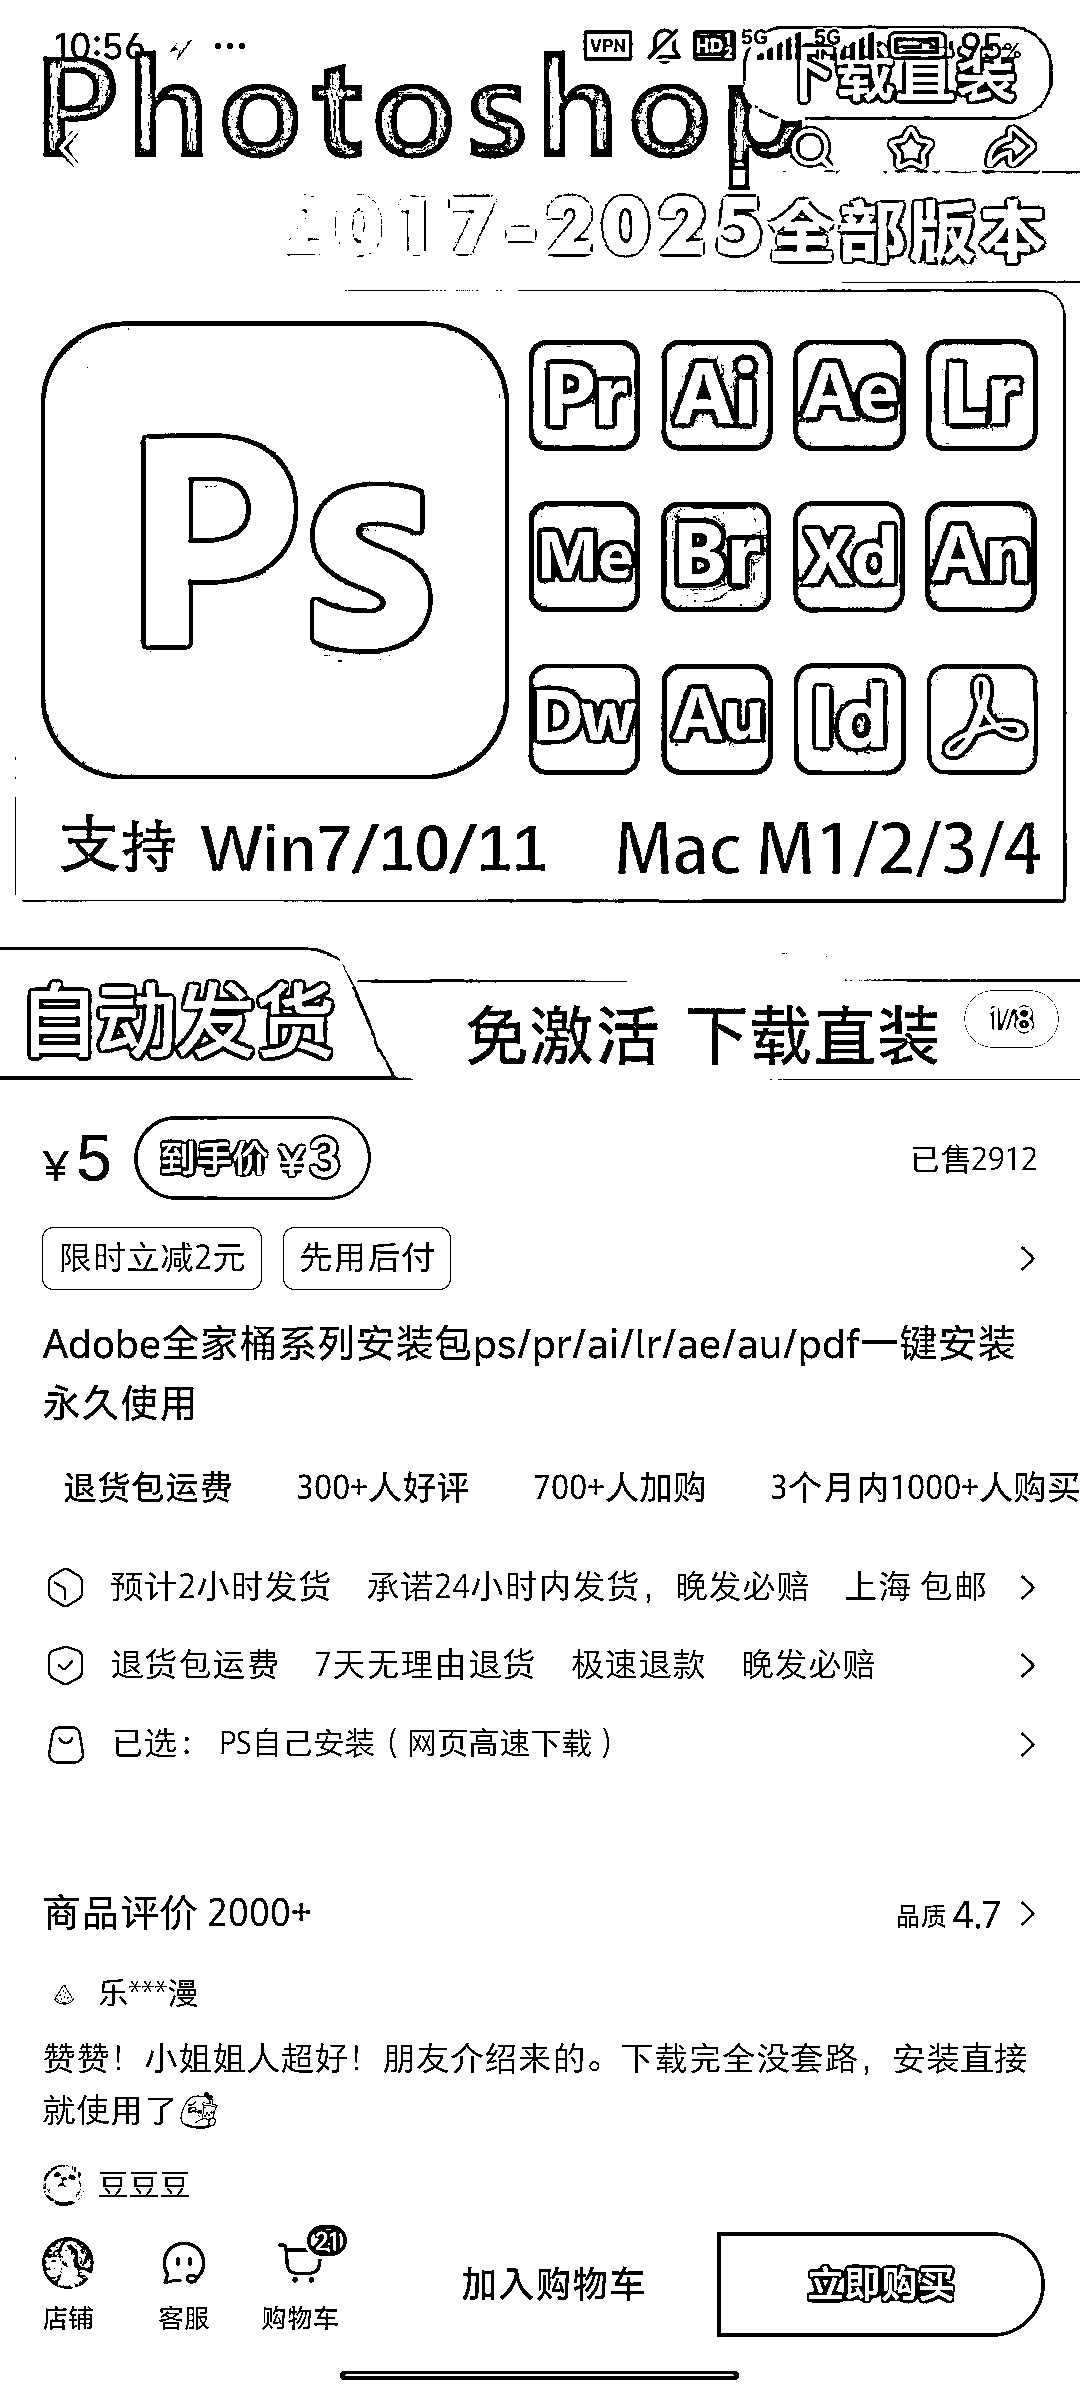 10:56 ... VPN HD 5G 5G 95%
Photoshop 下载直装
2017-2025全部版本
Ps Pr Ai Ae Lr
Me Br Xd An
Dw Au Id
支持 Win7/10/11 Mac M1/2/3/4
自动发货 免激活 下载直装
¥5 到手价 ¥3 已售2912
限时立减2元 先用后付
Adobe全家桶系列安装包ps/pr/ai/lr/ae/au/pdf一键安装
永久使用
退货包运费 300+人好评 700+人加购 3个月内1000+人购买
预计2小时发货 承诺24小时内发货，晚发必赔 上海 包邮
退货包运费 7天无理由退货 极速退款 晚发必赔
已选： PS自己安装（网页高速下载）
商品评价 2000+ 品质 4.7
乐***漫
赞赞！小姐姐人超好！朋友介绍来的。下载完全没套路，安装直接
就使用了
豆豆豆
21
店铺 客服 购物车 加入购物车 立即购买